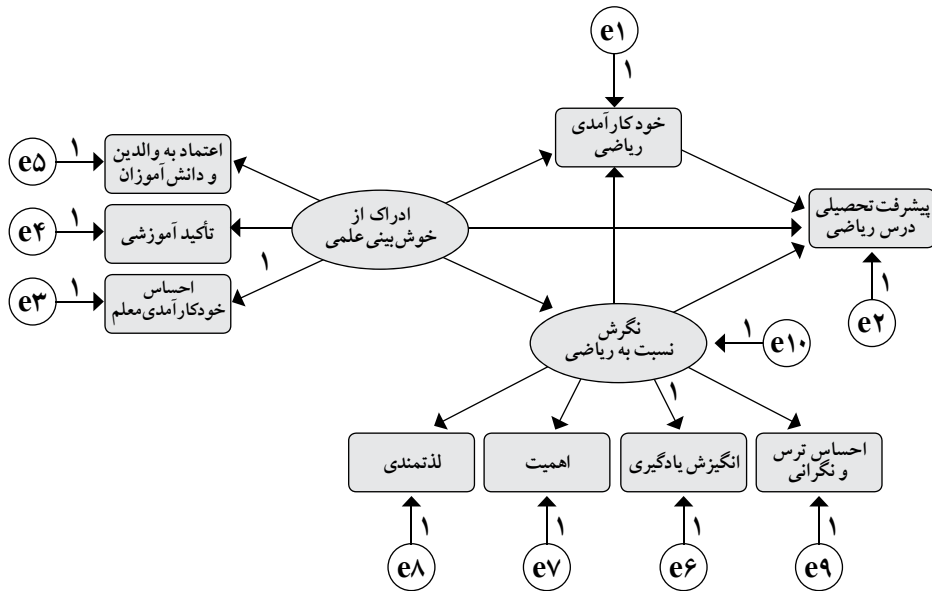 e۱
۱
خودکارآمدی
ریاضی
e۵
۱
اعتماد به والدین
و دانش‌آموزان
پیشرفت تحصیلی
درس ریاضی
ادراک از
خوش‌بینی علمی
e۴
۱
تأکید آموزشی
۱
e۳
۱
احساس
خودکارآمدی معلم
۱
e۲
نگرش
نسبت به ریاضی
۱
e۱۰
۱
لذتمندی
اهمیت
انگیزش یادگیری
احساس ترس
و نگرانی
۱
۱
۱
۱
e۸
e۷
e۶
e۹